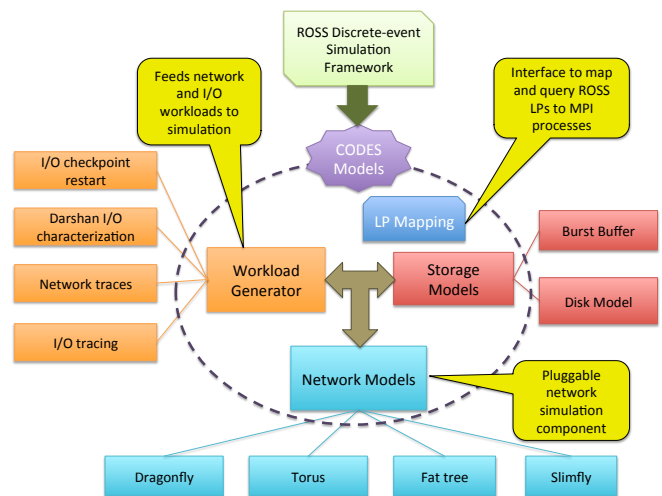 ROSS Discrete-event
Simulation
Framework
Feeds network
and I/O
workloads to
simulation
Interface to map
and query ROSS
LPs to MPI
processes
CODES
Models
I/O checkpoint
restart
Darshan I/O
characterization
Network traces
I/O tracing
LP Mapping
Workload
Generator
Storage
Models
Burst Buffer
Disk Model
Network Models
Pluggable
network
simulation
component
Dragonfly
Torus
Fat tree
Slimfly